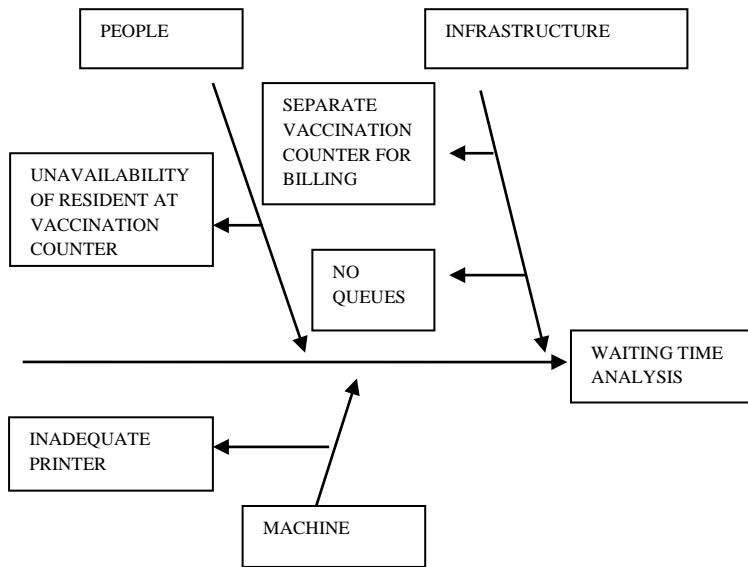 PEOPLE
INFRASTRUCTURE
SEPARATE
VACCINATION
COUNTER FOR
BILLING
UNAVAILABILITY
OF RESIDENT AT
VACCINATION
COUNTER
NO
QUEUES
WAITING TIME
ANALYSIS
INADEQUATE
PRINTER
MACHINE